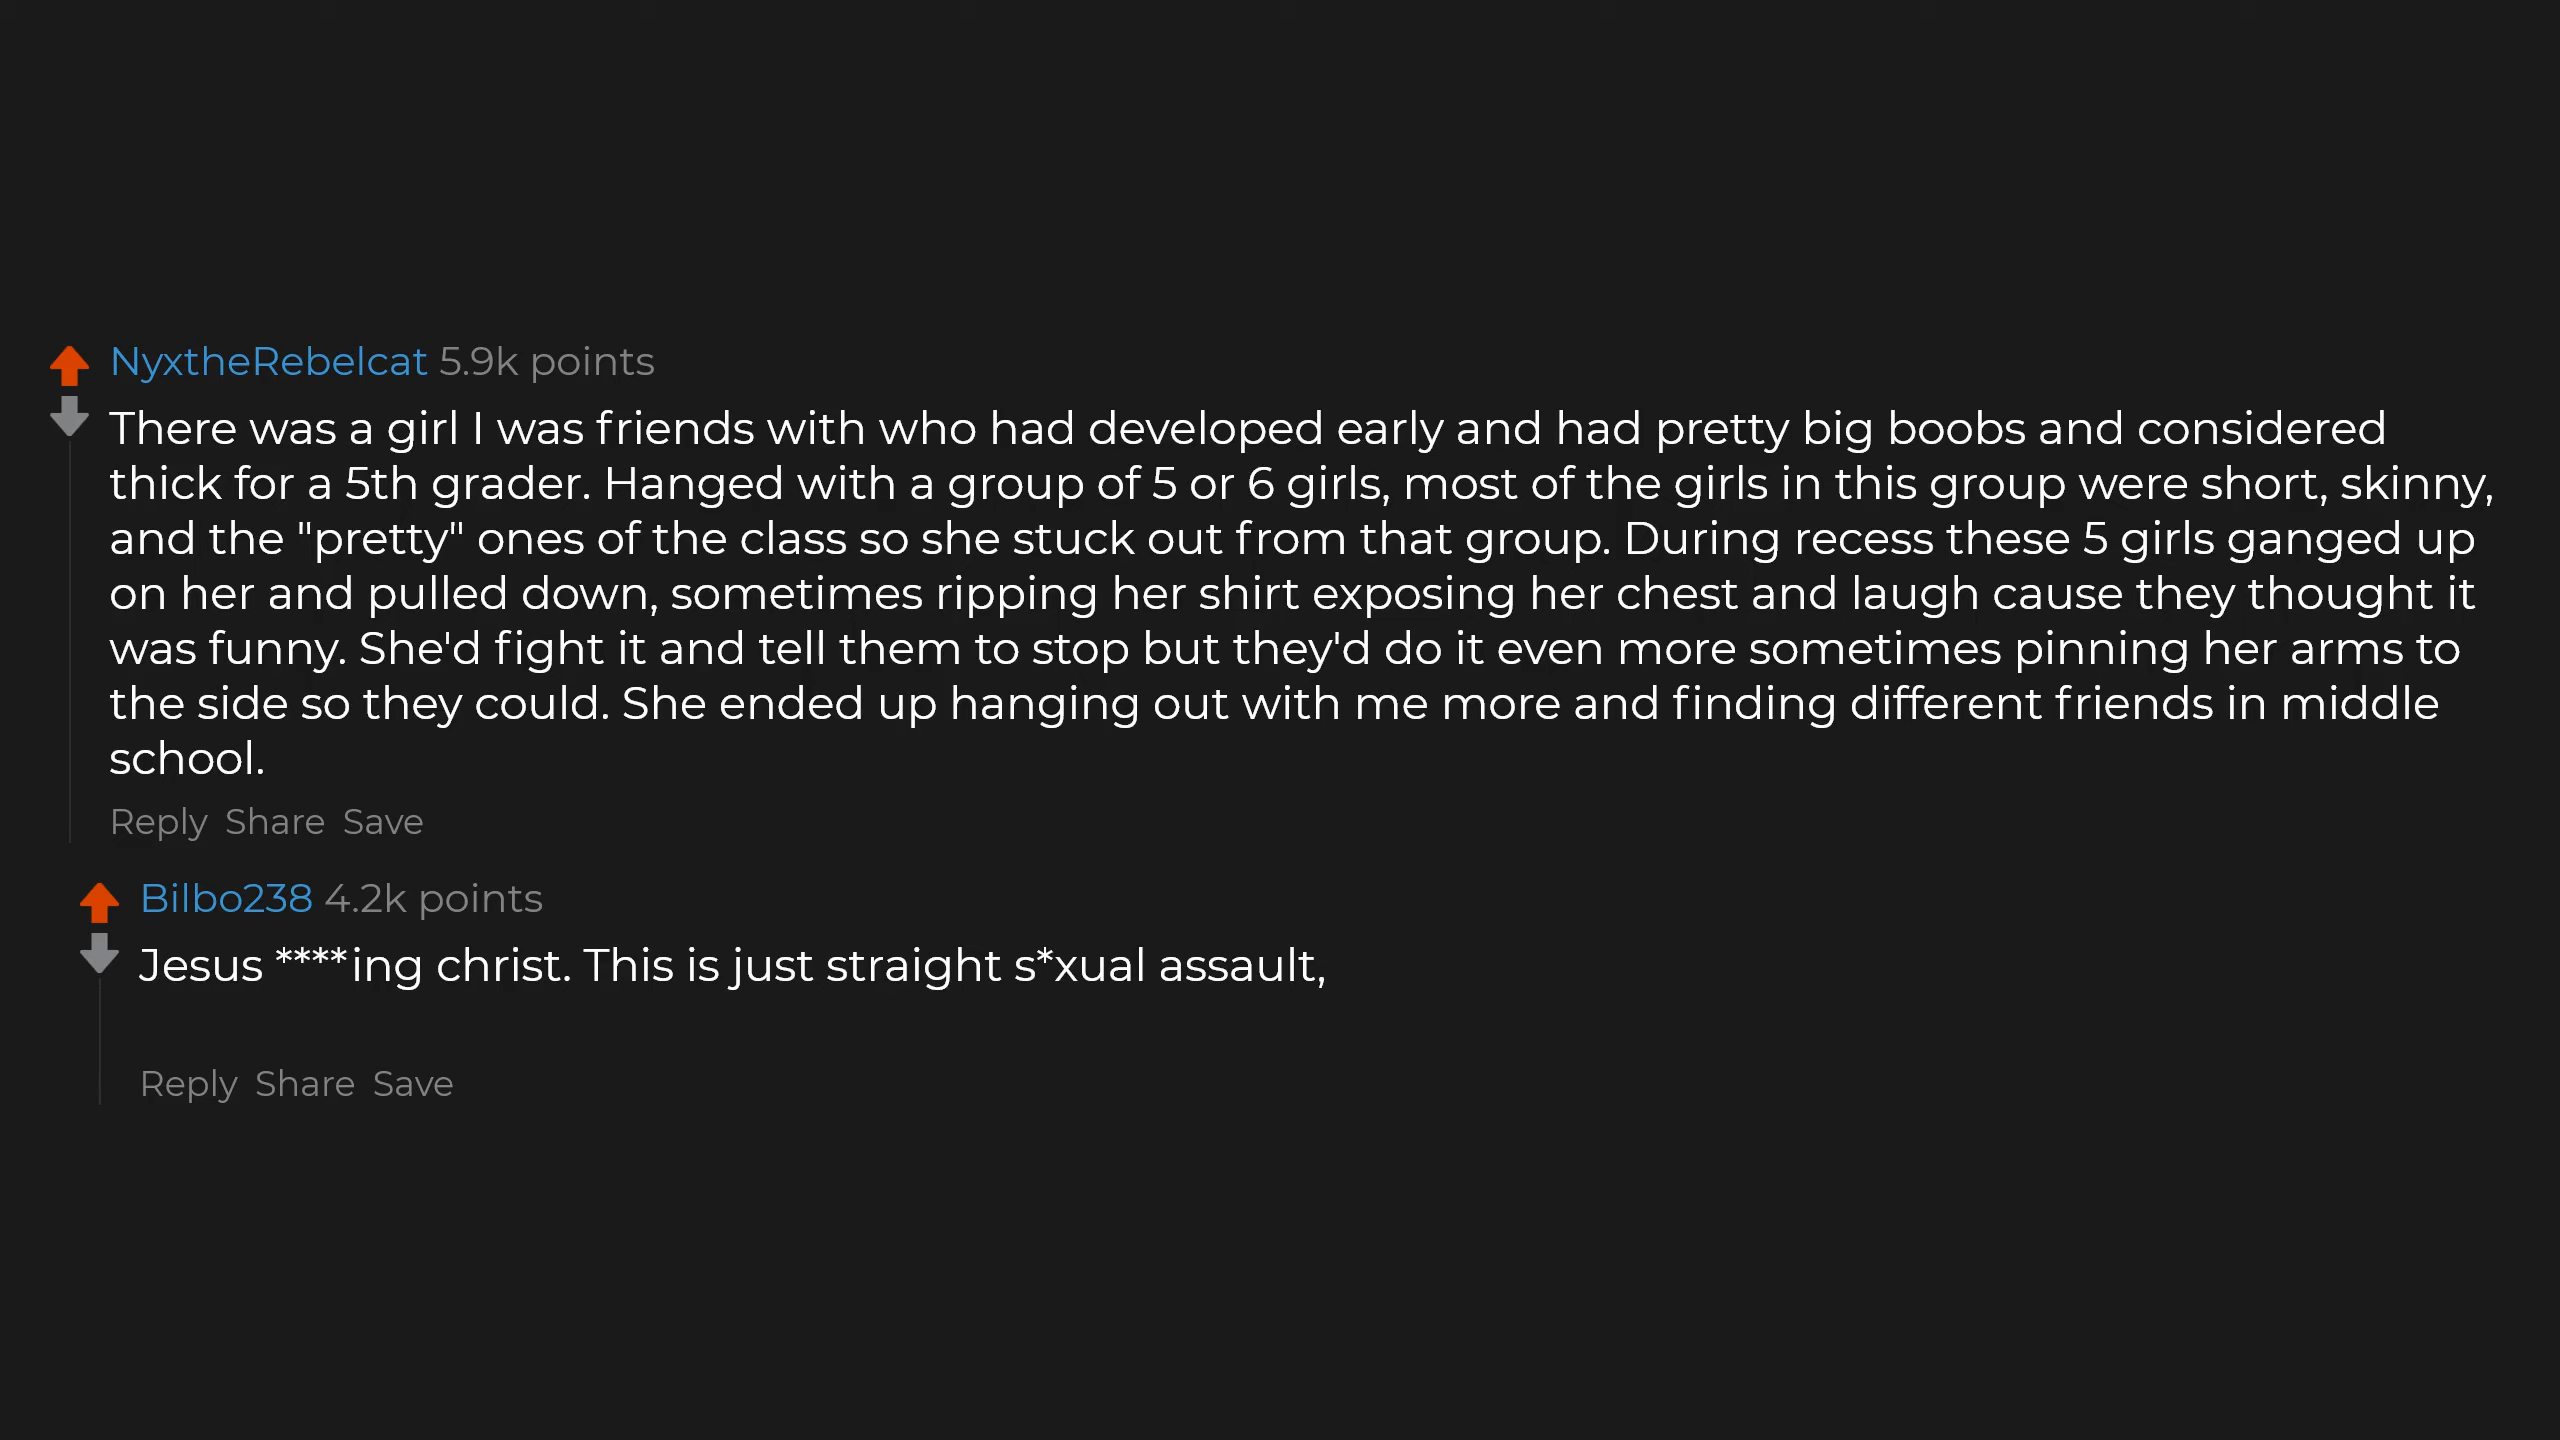 NyxtheRebelcat 5.9k points
There was a girl I was friends with who had developed early and had pretty big boobs and considered
thick for a 5th grader. Hanged with a group of 5 or 6 girls, most of the girls in this group were short, skinny,
and the "pretty" ones of the class so she stuck out from that group. During recess these 5 girls ganged up
on her and pulled down, sometimes ripping her shirt exposing her chest and laugh cause they thought it
was funny. She'd fight it and tell them to stop but they'd do it even more sometimes pinning her arms to
the side so they could. She ended up hanging out with me more and finding different friends in middle
school.
Reply Share Save
Bilbo238 4.2k points
Jesus ****ing christ. This is just straight s*xual assault,
Reply Share Save